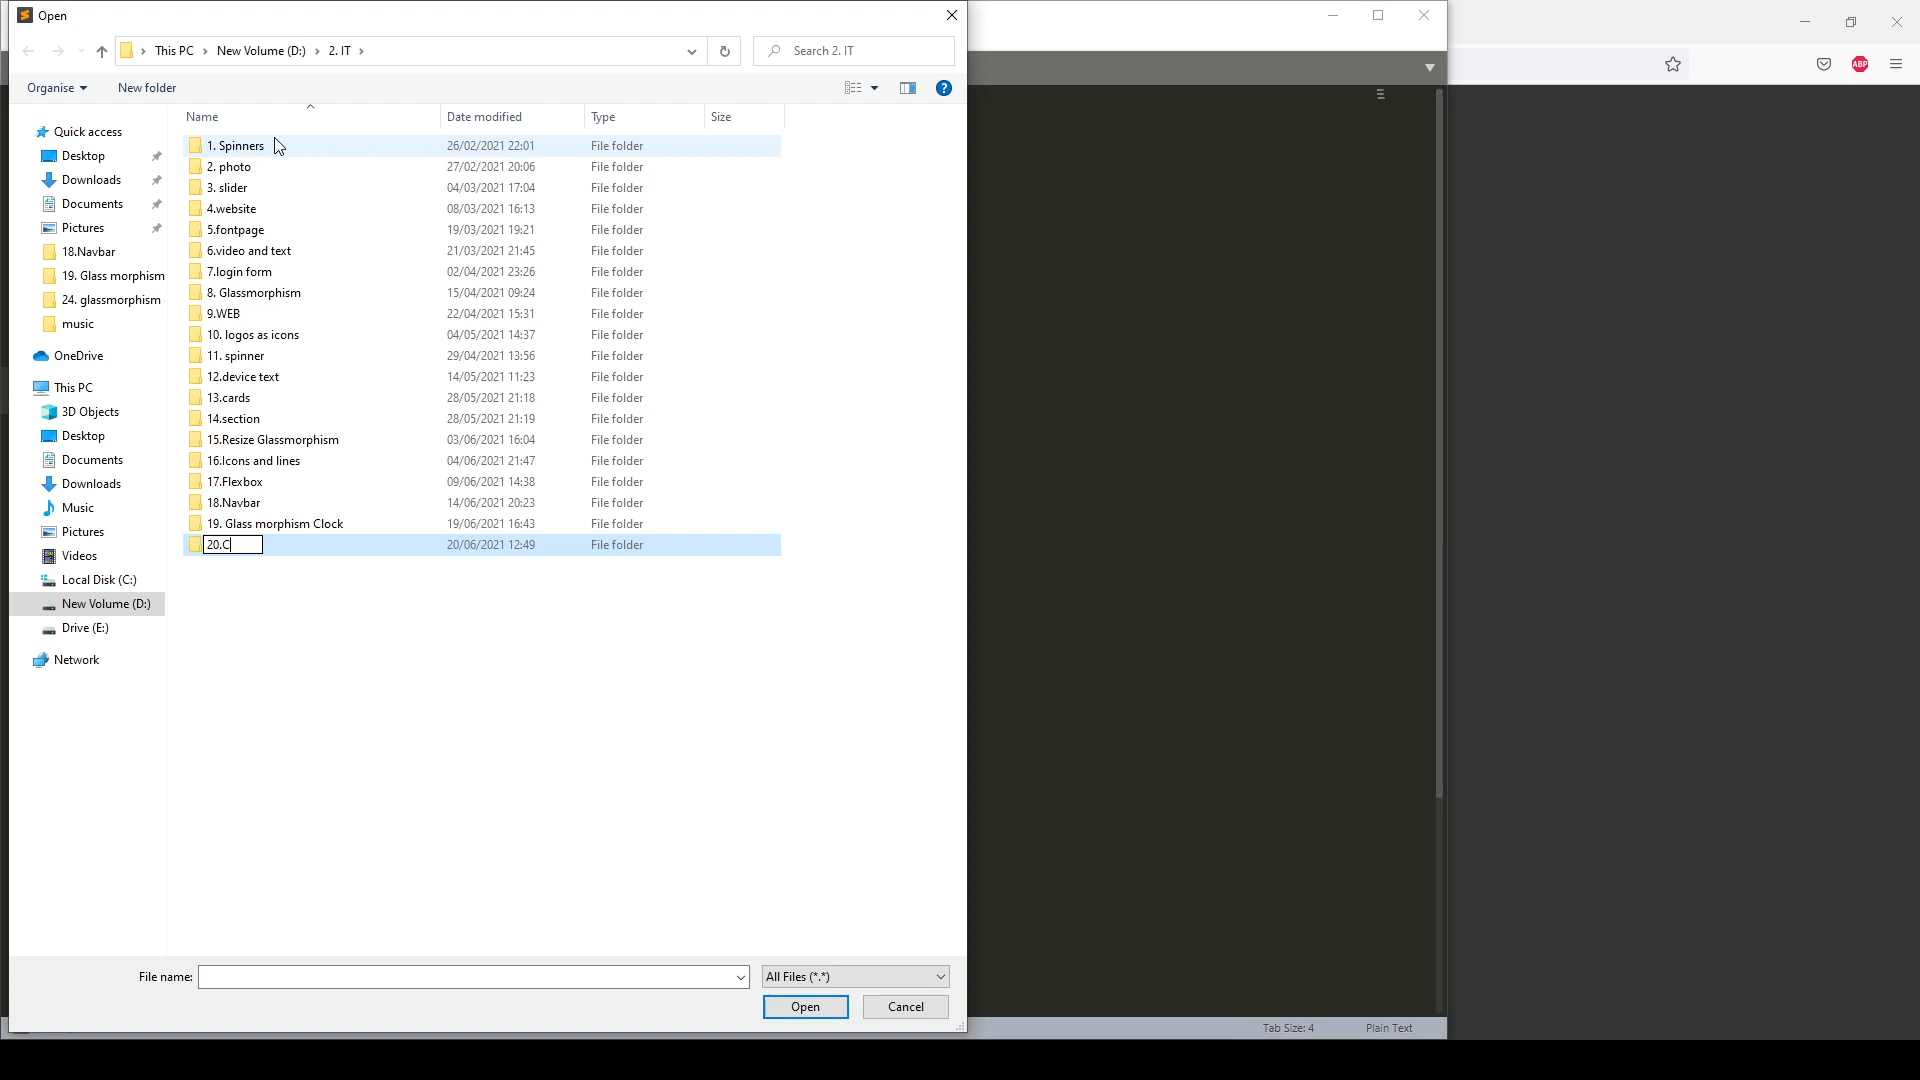 Open
This PC > New Volume (D:) > 2. IT >
Search 2. IT
Organise
New folder
?
ABP
Name
Date modified
Type
Size
Quick access
Desktop
Downloads
Documents
Pictures
18.Navbar
19. Glass morphism
24. glassmorphism
music
OneDrive
This PC
3D Objects
Desktop
Documents
Downloads
Music
Pictures
Videos
Local Disk (C:)
New Volume (D:)
Drive (E:)
Network
1. Spinners 26/02/2021 22:01 File folder
2. photo 27/02/2021 20:06 File folder
3. slider 04/03/2021 17:04 File folder
4.website 08/03/2021 16:13 File folder
5.fontpage 19/03/2021 19:21 File folder
6.video and text 21/03/2021 21:45 File folder
7.login form 02/04/2021 23:26 File folder
8. Glassmorphism 15/04/2021 09:24 File folder
9.WEB 22/04/2021 15:31 File folder
10. logos as icons 04/05/2021 14:37 File folder
11. spinner 29/04/2021 13:56 File folder
12.device text 14/05/2021 11:23 File folder
13.cards 28/05/2021 21:18 File folder
14.section 28/05/2021 21:19 File folder
15.Resize Glassmorphism 03/06/2021 16:04 File folder
16.Icons and lines 04/06/2021 21:47 File folder
17.Flexbox 09/06/2021 14:38 File folder
18.Navbar 14/06/2021 20:23 File folder
19. Glass morphism Clock 19/06/2021 16:43 File folder
20.C 20/06/2021 12:49 File folder
File name:
All Files (*.*)
Open
Cancel
Tab Size: 4
Plain Text